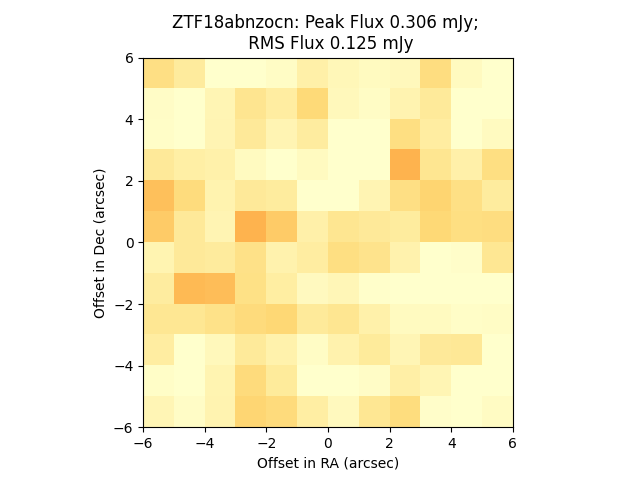 ZTF18abnzocn: Peak Flux 0.306 mJy;
RMS Flux 0.125 mJy
6
4
2
0
−2
−4
−6
Offset in Dec (arcsec)
−6 −4 −2 0 2 4 6
Offset in RA (arcsec)